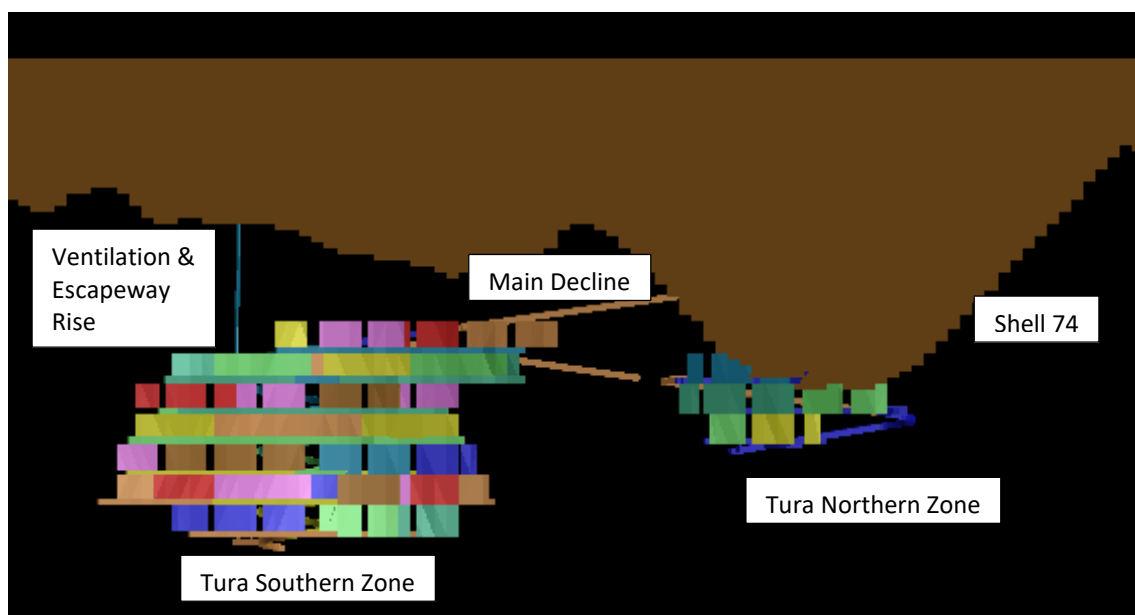 Ventilation &
Escapeway
Rise
Main Decline
Shell 74
Tura Northern Zone
Tura Southern Zone